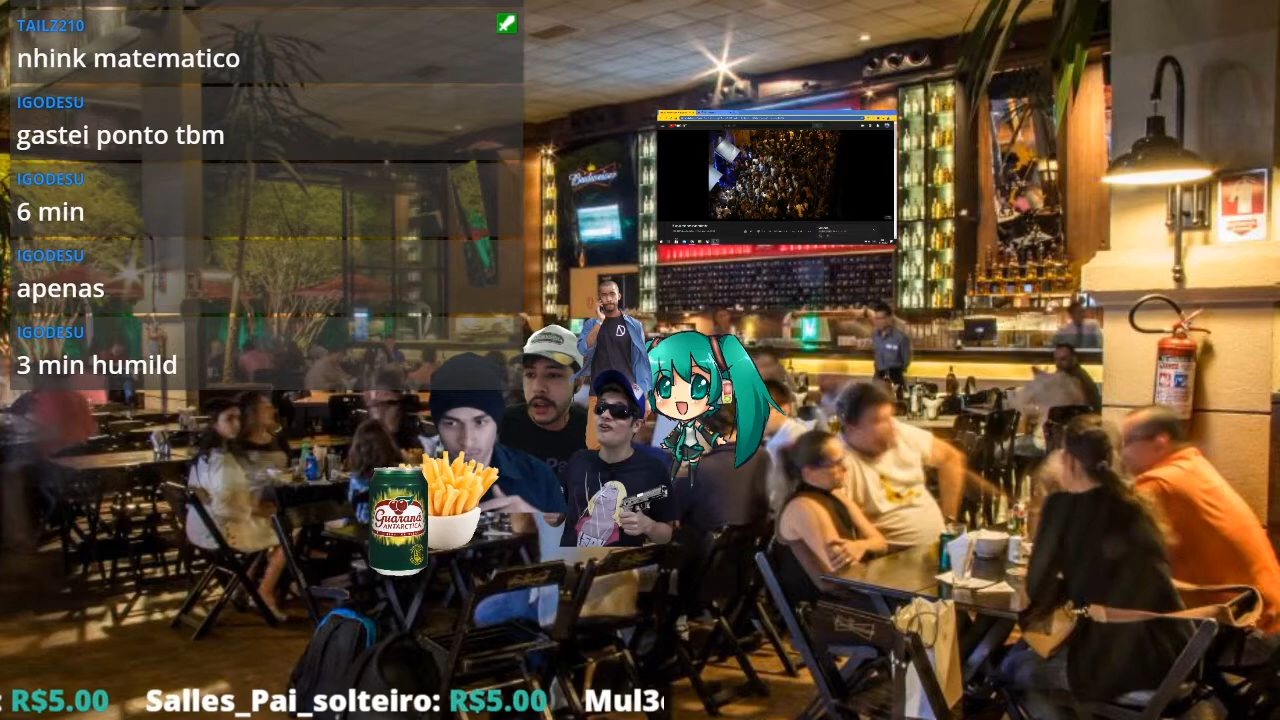 TAILZ210
nhink matematico
IGODESU
gastei ponto tbm
IGODESU
6 min
IGODESU
apenas
IGODESU
3 min humild
Budweiser
Guaraná
ANTARCTICA
: R$5.00 Salles_Pai_solteiro: R$5.00 Mul3